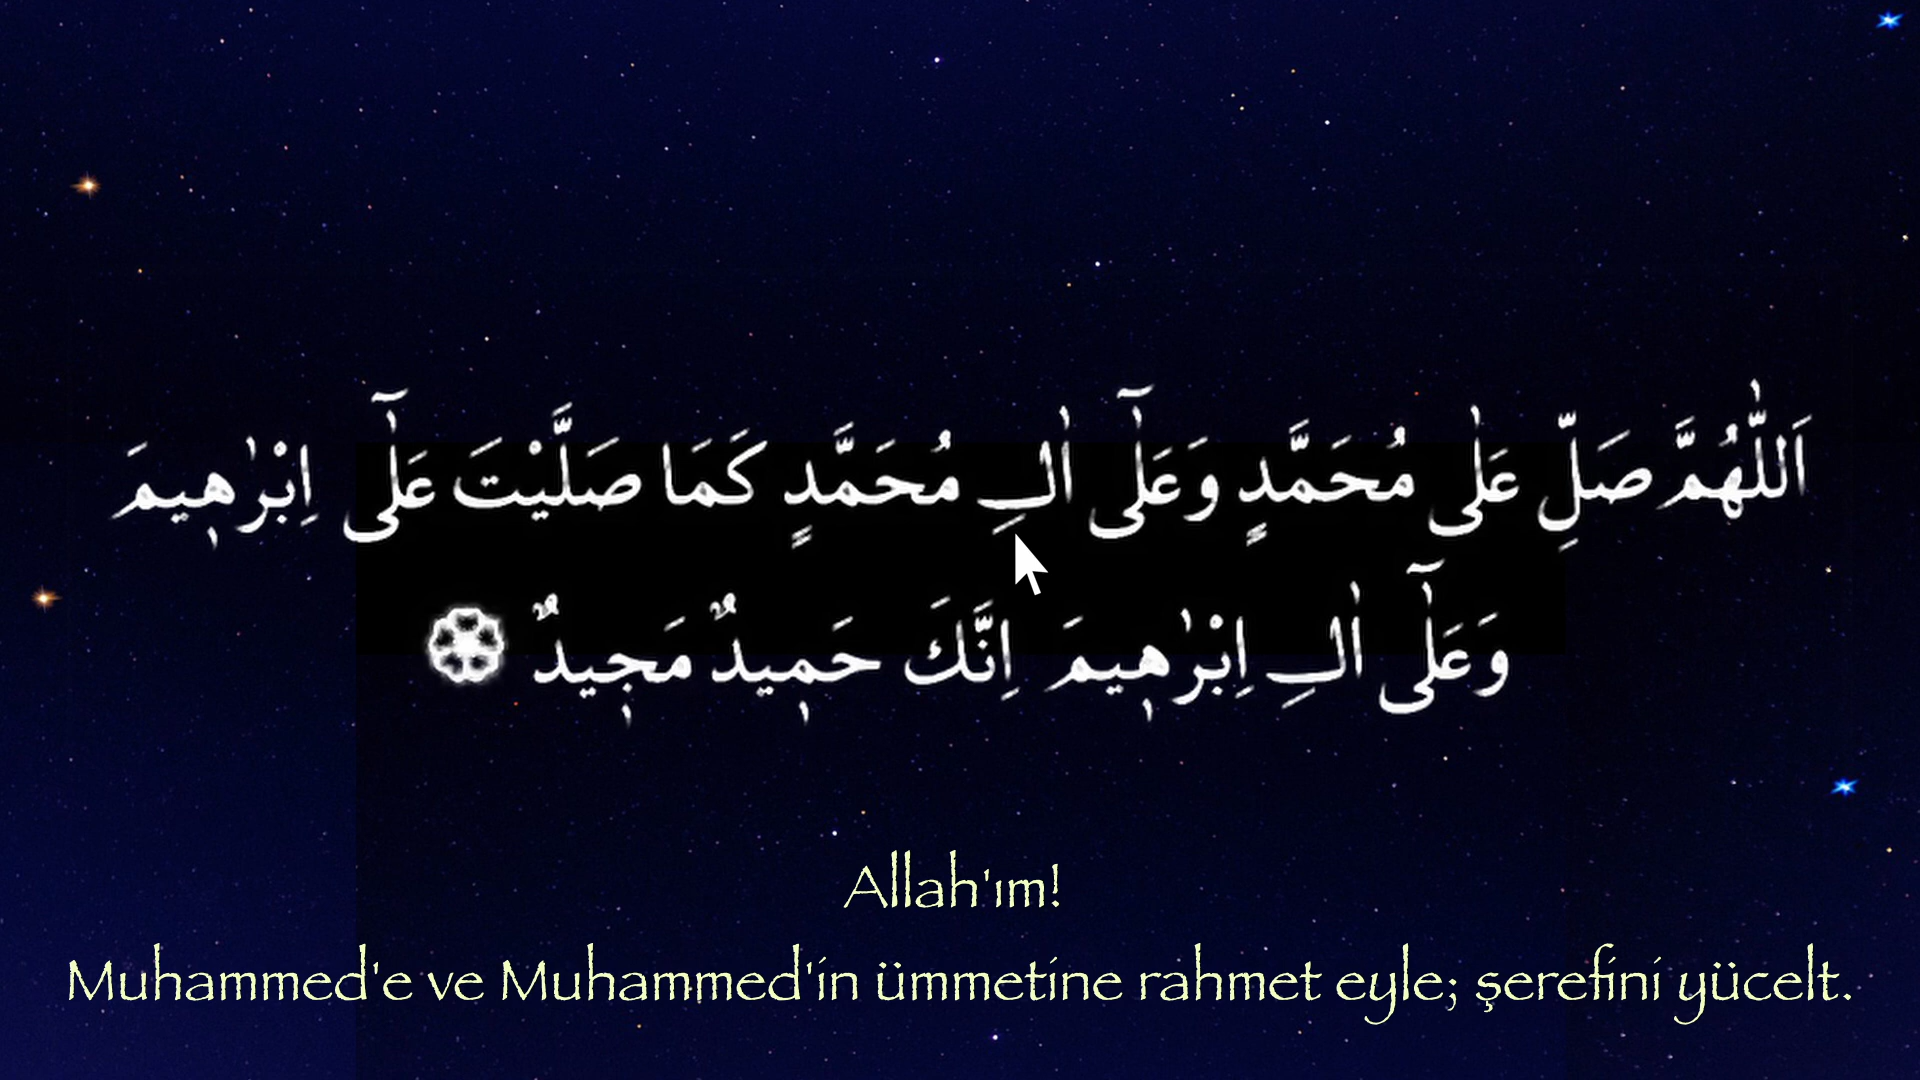 اَللّٰهُمَّ صَلِّ عَلٰى مُحَمَّدٍ وَعَلٰٓى اٰلِ مُحَمَّدٍ كَمَا صَلَّيْتَ عَلٰٓى اِبْرٰه۪يمَ
وَعَلٰٓى اٰلِ اِبْرٰه۪يمَ اِنَّكَ حَم۪يدٌ مَج۪يدٌ
Allah'ım!
Muhammed'e ve Muhammed'in ümmetine rahmet eyle; şerefini yücelt.